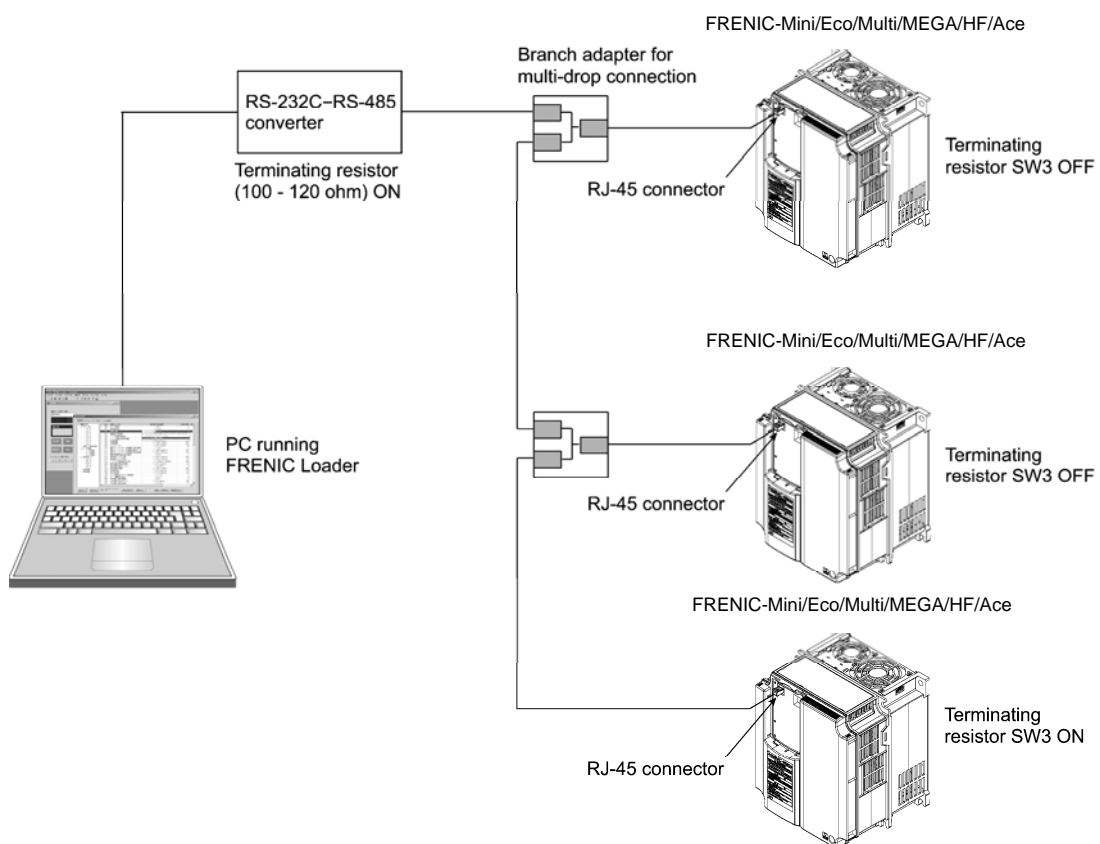 FRENIC-Mini/Eco/Multi/MEGA/HF/Ace
Branch adapter for
multi-drop connection
RS-232C–RS-485
converter
Terminating resistor
(100 - 120 ohm) ON
RJ-45 connector
Terminating
resistor SW3 OFF
FRENIC-Mini/Eco/Multi/MEGA/HF/Ace
PC running
FRENIC Loader
RJ-45 connector
Terminating
resistor SW3 OFF
FRENIC-Mini/Eco/Multi/MEGA/HF/Ace
RJ-45 connector
Terminating
resistor SW3 ON